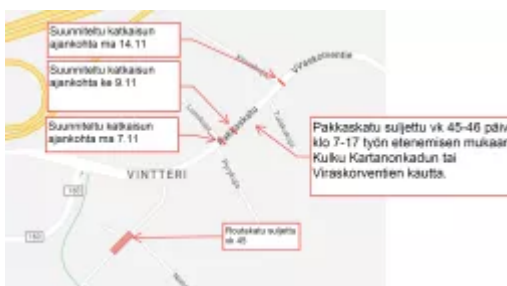 Suunniteltu katkaisun
ajankohta ma 14.11
Suunniteltu katkaisun
ajankohta ke 9.11
Suunniteltu katkaisun
ajankohta ma 7.11
Viraskorventie
Pakkaskatu
Pakkaskatu suljettu vk 45-46 päiv
klo 7-17 työn etenemisen mukaan
Kulku Kartanonkadun tai
Viraskorventien kautta.
VINTTERI
Pyrykuja
Routakatu suljettu
vk 45